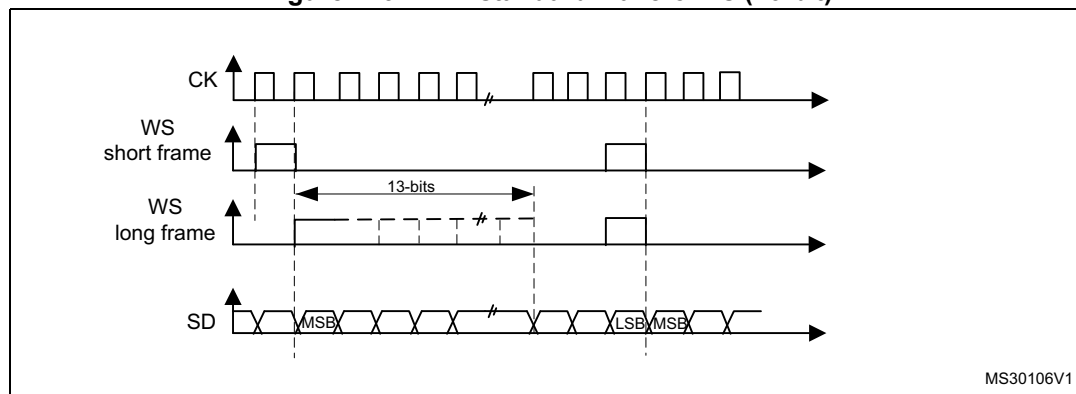 CK
WS
short frame
13-bits
WS
long frame
SD
MSB
LSB
MSB
MS30106V1